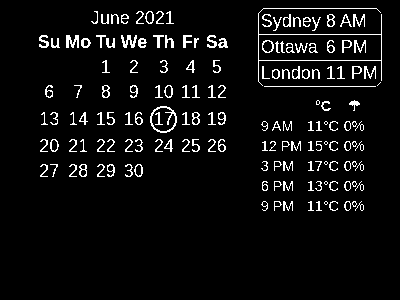 June 2021
Su Mo Tu We Th Fr Sa
1 2 3 4 5
6 7 8 9 10 11 12
13 14 15 16 17 18 19
20 21 22 23 24 25 26
27 28 29 30
Sydney 8 AM
Ottawa 6 PM
London 11 PM
°C
9 AM 11°C 0%
12 PM 15°C 0%
3 PM 17°C 0%
6 PM 13°C 0%
9 PM 11°C 0%